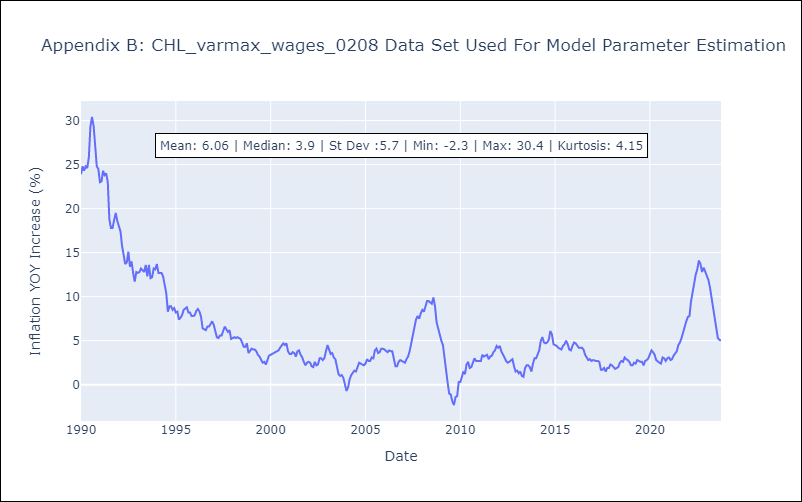 Appendix B: CHL_varmax_wages_0208 Data Set Used For Model Parameter Estimation
Mean: 6.06 | Median: 3.9 | St Dev :5.7 | Min: -2.3 | Max: 30.4 | Kurtosis: 4.15
Inflation YOY Increase (%)
30
25
20
15
10
5
0
1990 1995 2000 2005 2010 2015 2020
Date